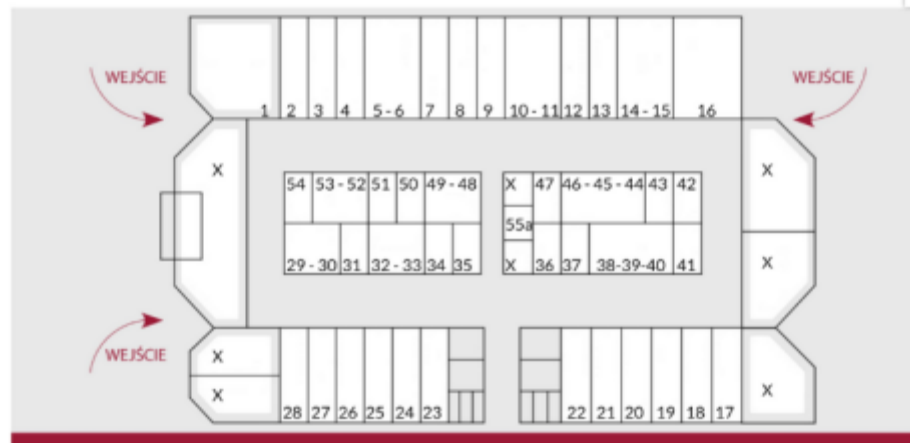 WEJŚCIE
WEJŚCIE
1 2 3 4 5 - 6 7 8 9 10 - 11 12 13 14 - 15 16
X
X
54 53 - 52 51 50 49 - 48 X 47 46 - 45 - 44 43 42
55a
29 - 30 31 32 - 33 34 35 X 36 37 38-39-40 41
X
WEJŚCIE
X
X
X
28 27 26 25 24 23 22 21 20 19 18 17